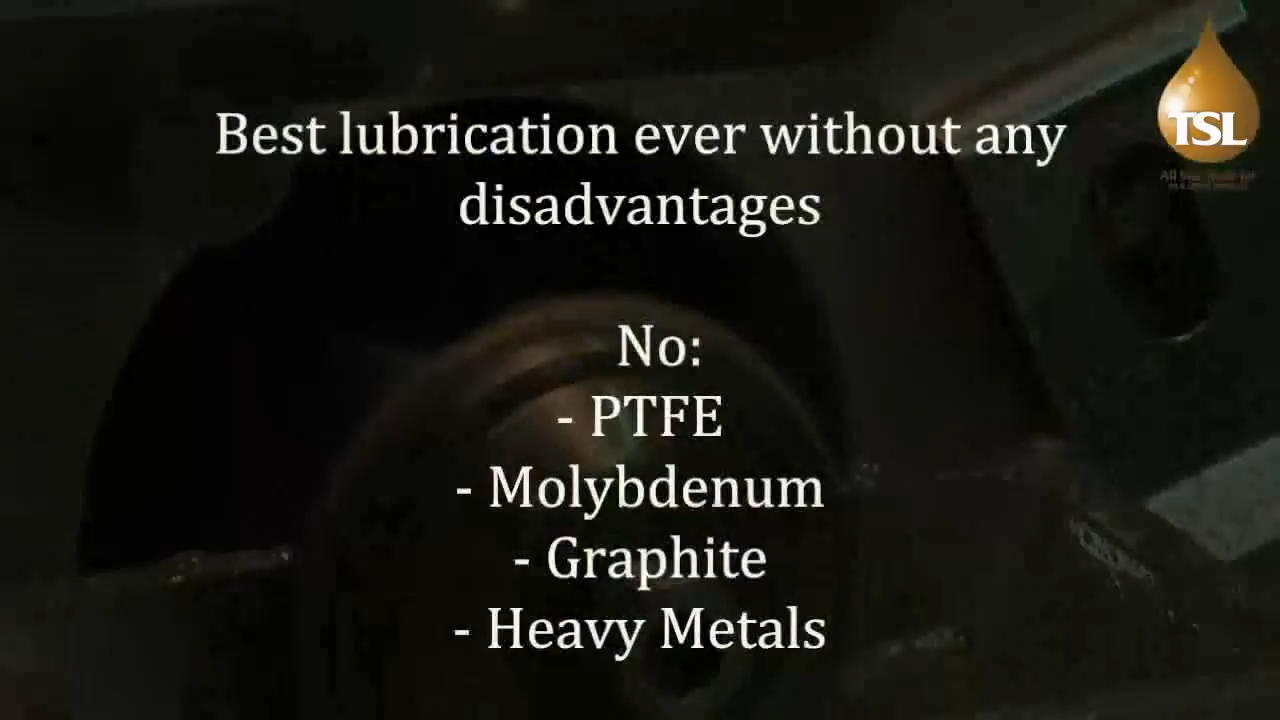 Best lubrication ever without any
disadvantages
No:
- PTFE
- Molybdenum
- Graphite
- Heavy Metals
TSL